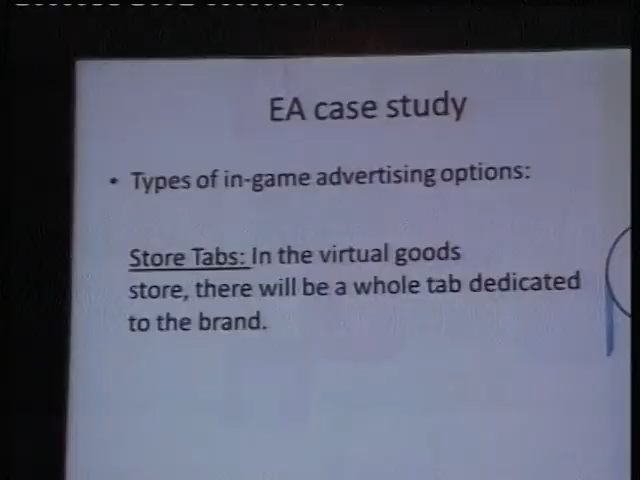 EA case study
• Types of in-game advertising options:
Store Tabs: In the virtual goods
store, there will be a whole tab dedicated
to the brand.